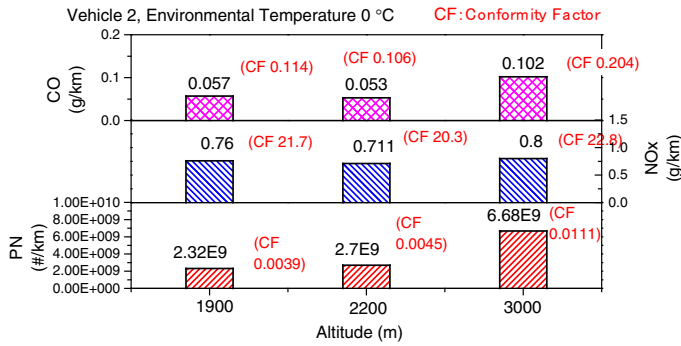 Vehicle 2, Environmental Temperature 0 °C CF:Conformity Factor
0.2
0.1
0.0
CO
(g/km)
0.057
(CF 0.114)
0.053
(CF 0.106)
0.102
(CF 0.204)
1.5
1.0
0.5
0.0
NOx
(g/km)
0.76
(CF 21.7)
0.711
(CF 20.3)
0.8
(CF 22.8)
1.00E+010
8.00E+009
6.00E+009
4.00E+009
2.00E+009
0.00E+000
PN
(#/km)
2.32E9
(CF
0.0039)
2.7E9
(CF
0.0045)
6.68E9
(CF
0.0111)
1900
2200
3000
Altitude (m)